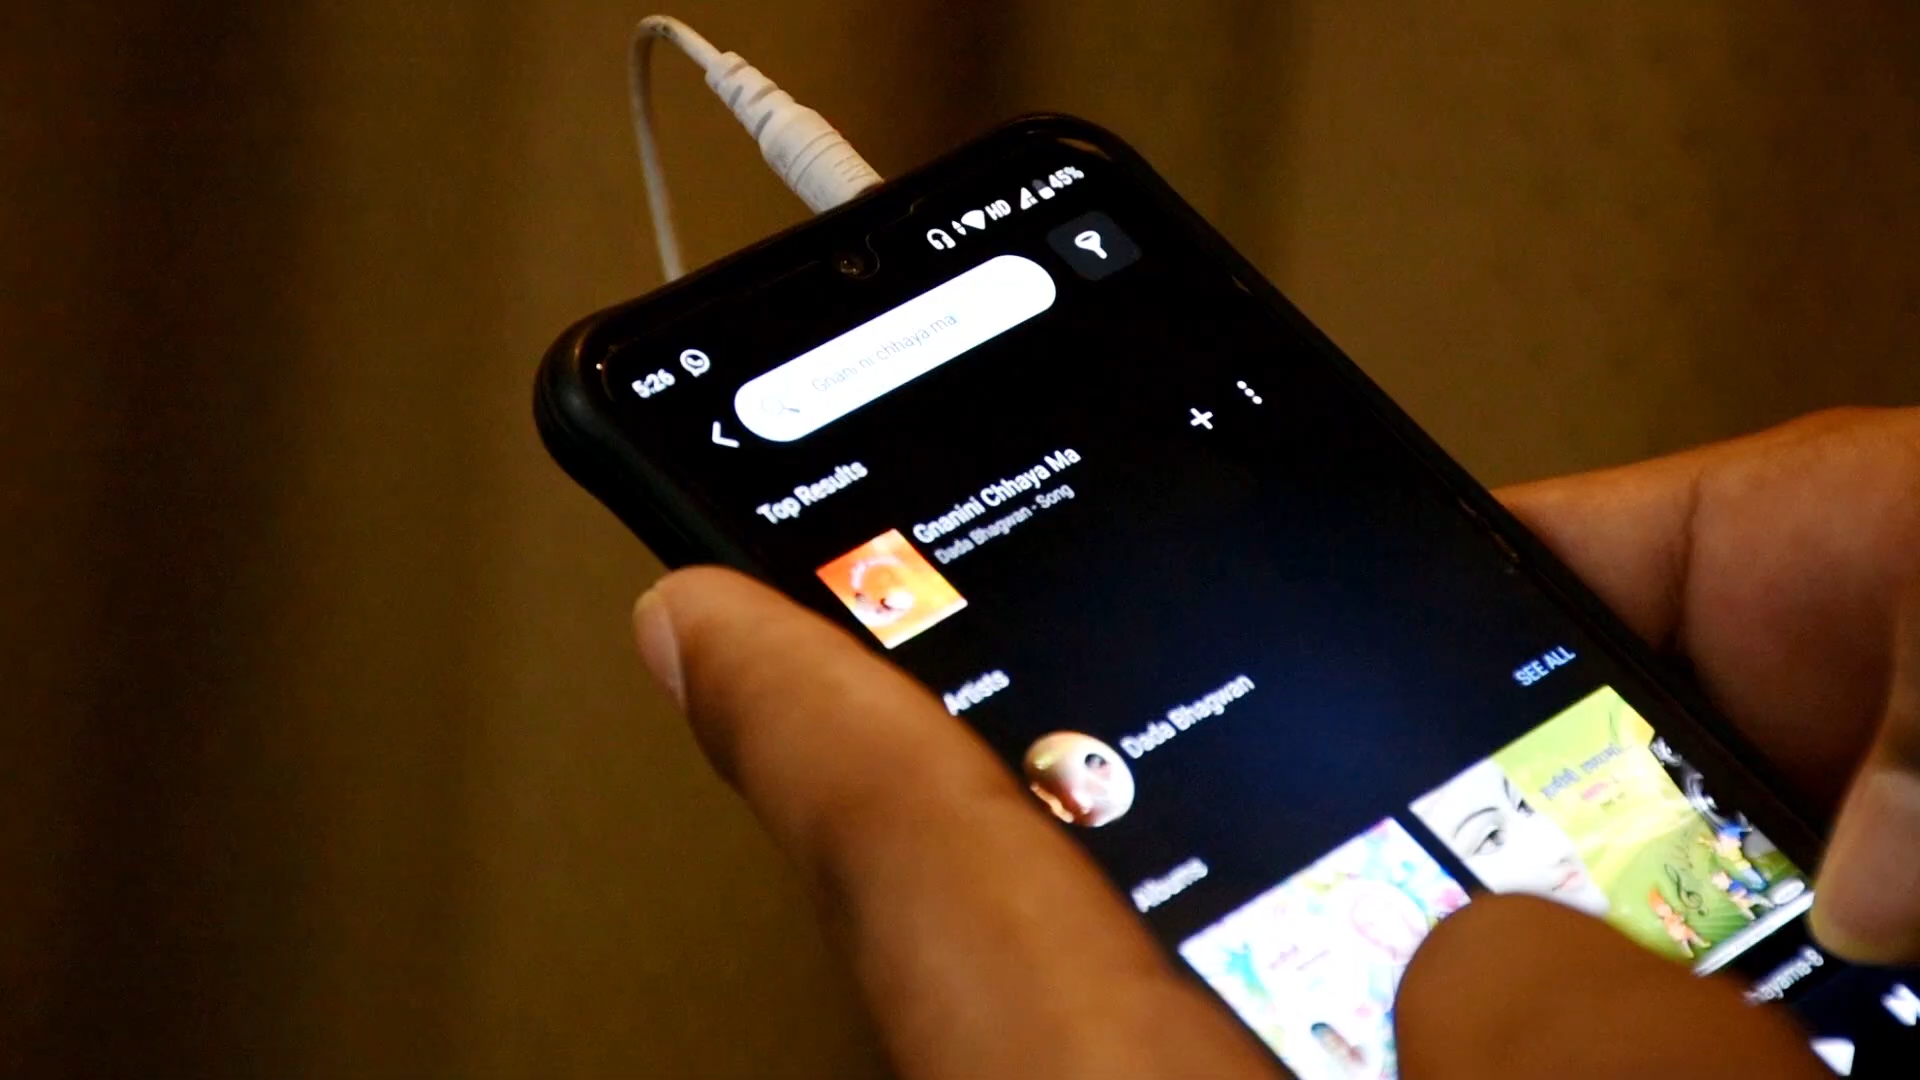 5:26
HD
45%
Gnani ni chhaya ma
Top Results
Gnanini Chhaya Ma
Dada Bhagwan - Song
Artists
SEE ALL
Dada Bhagwan
Albums